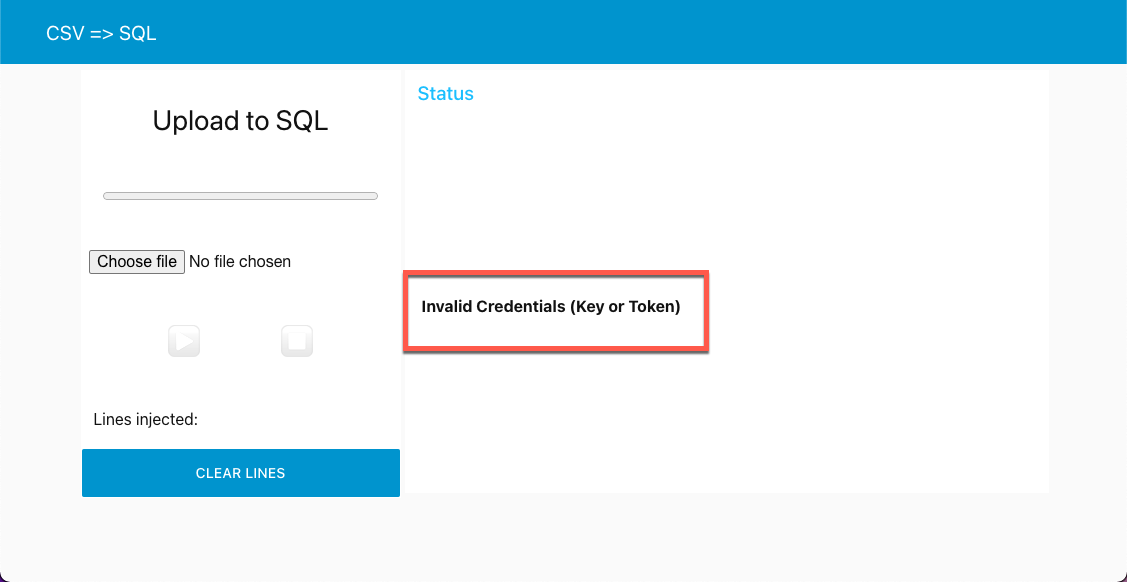 CSV => SQL
Upload to SQL
Choose file No file chosen
Lines injected:
CLEAR LINES
Status
Invalid Credentials (Key or Token)